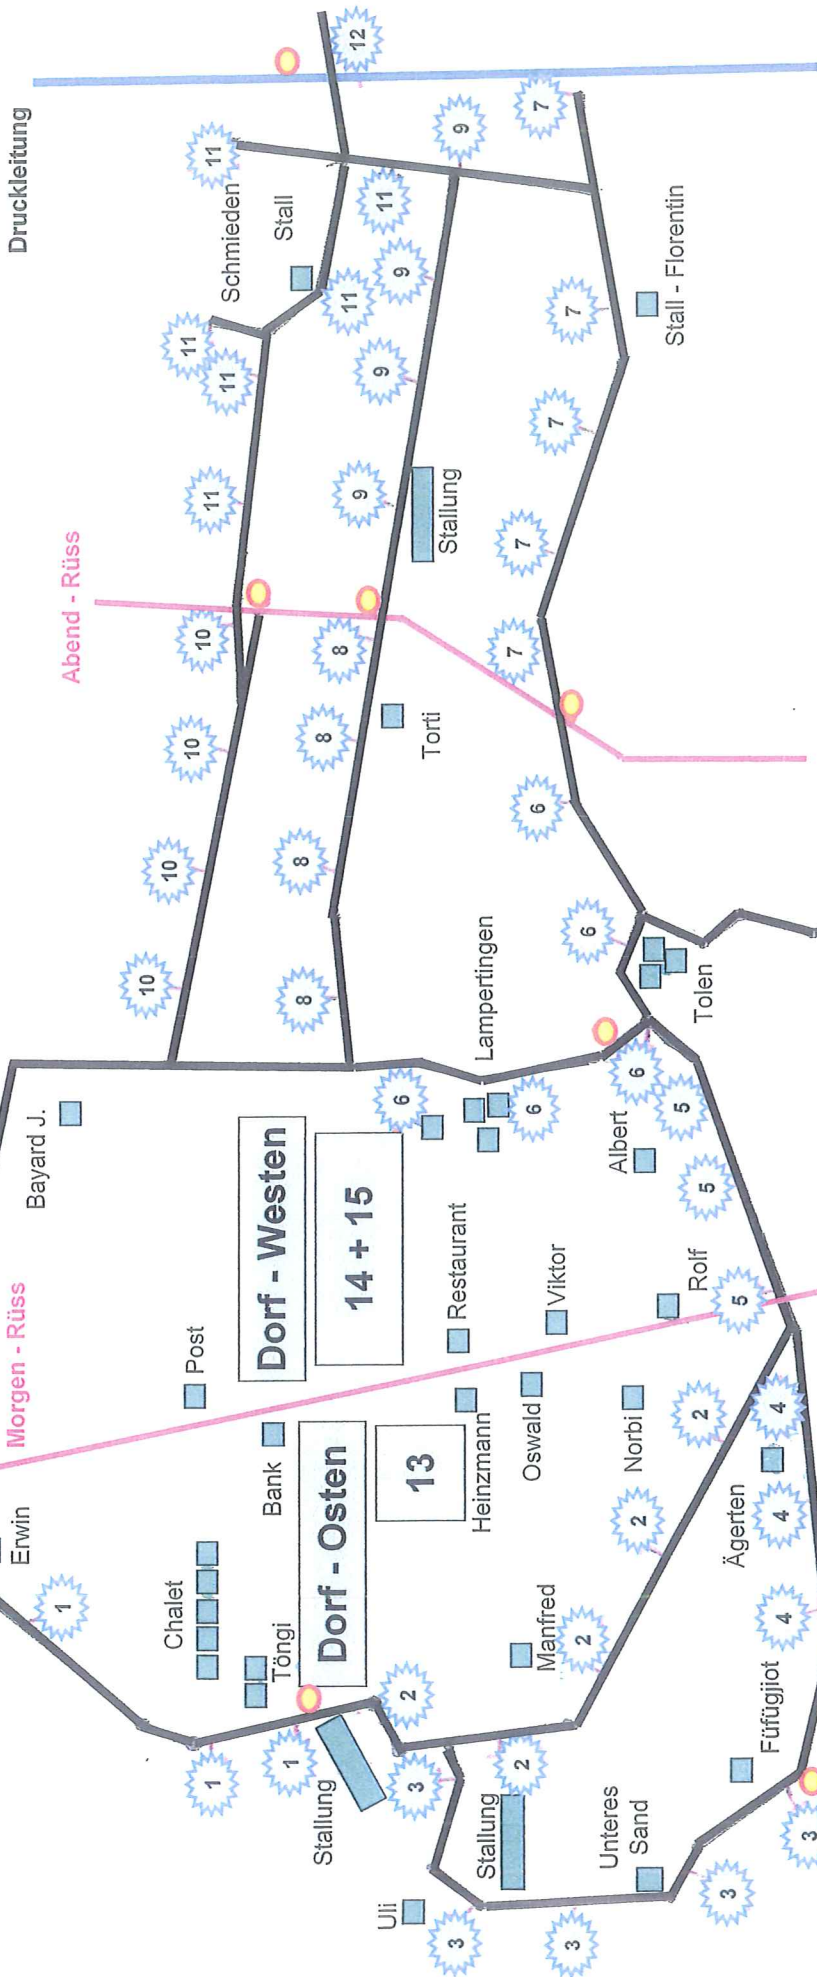 Druckleitung
12
11
Schmieden
Stall
11
9
7
11
9
11
11
11
9
7
Stall - Florentin
7
11
9
Stallung
7
Abend - Rüss
10
8
7
10
8
Torti
6
10
8
10
8
Lampertingen
6
Tolen
6
5
Bayard J.
6
6
Albert
5
Dorf - Westen
14 + 15
Restaurant
Viktor
Rolf
5
Morgen - Rüss
Post
Bank
Heinzmann
Oswald
Norbi
2
4
Dorf - Osten
13
2
Ägerten
4
Erwin
1
Chalet
Töngi
Manfred
2
4
2
Füfügjiot
1
1
Stallung
3
2
3
Stallung
Unteres
Sand
3
Uli
3
3